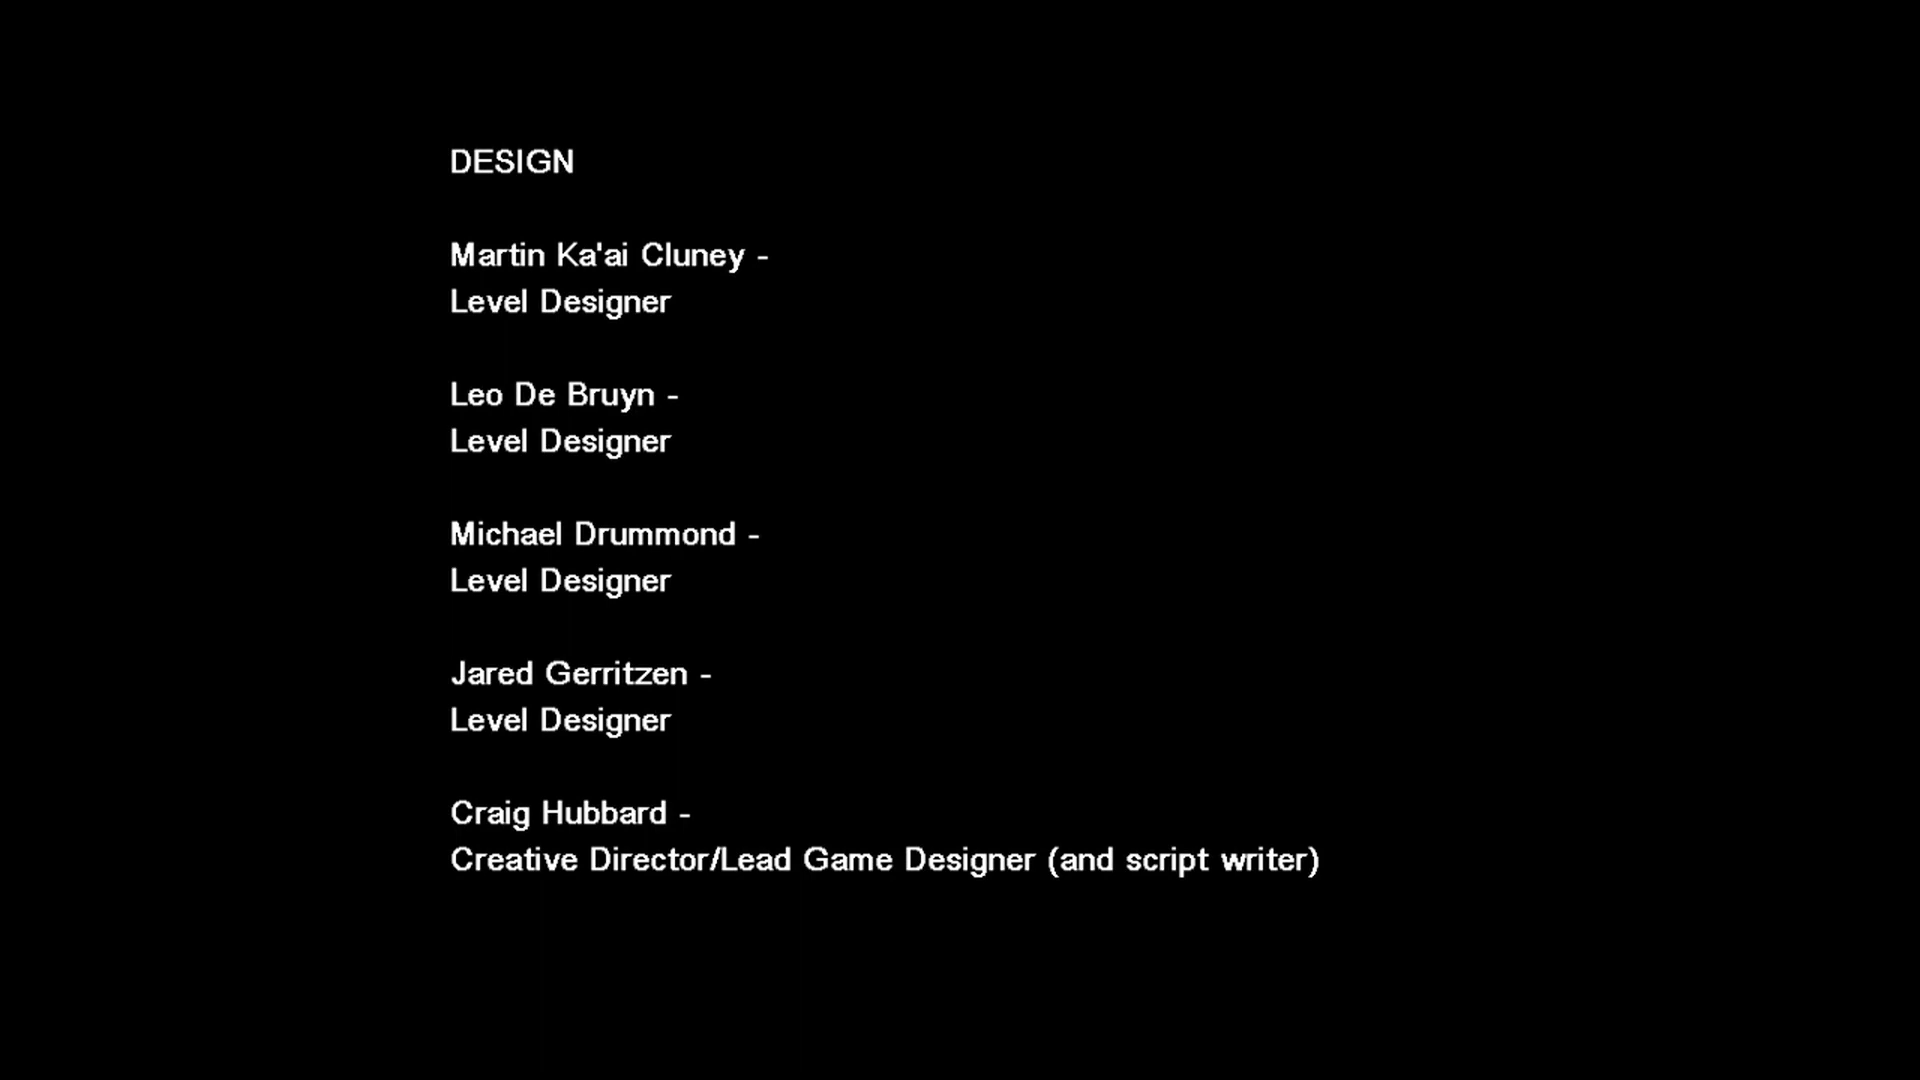 DESIGN
Martin Ka'ai Cluney -
Level Designer
Leo De Bruyn -
Level Designer
Michael Drummond -
Level Designer
Jared Gerritzen -
Level Designer
Craig Hubbard -
Creative Director/Lead Game Designer (and script writer)